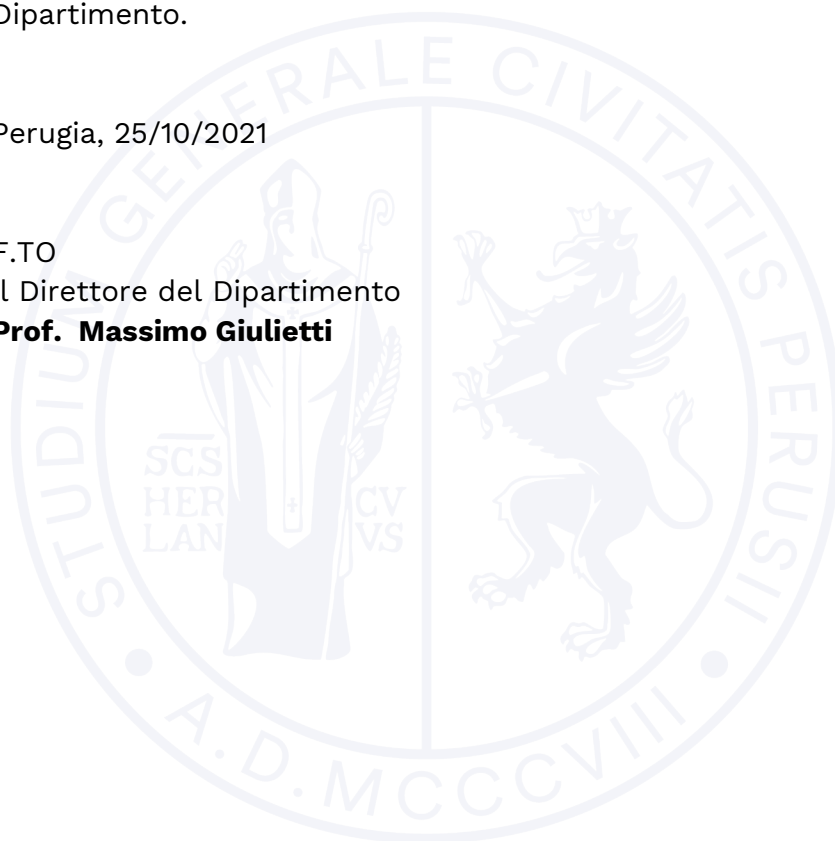 Dipartimento.
Perugia, 25/10/2021
F.TO
Il Direttore del Dipartimento
Prof. Massimo Giulietti
STUDIUM GENERALE CIVITATIS PERUSII
SCS
HER
LAN
CV
VS
A.D. MCCCVIII